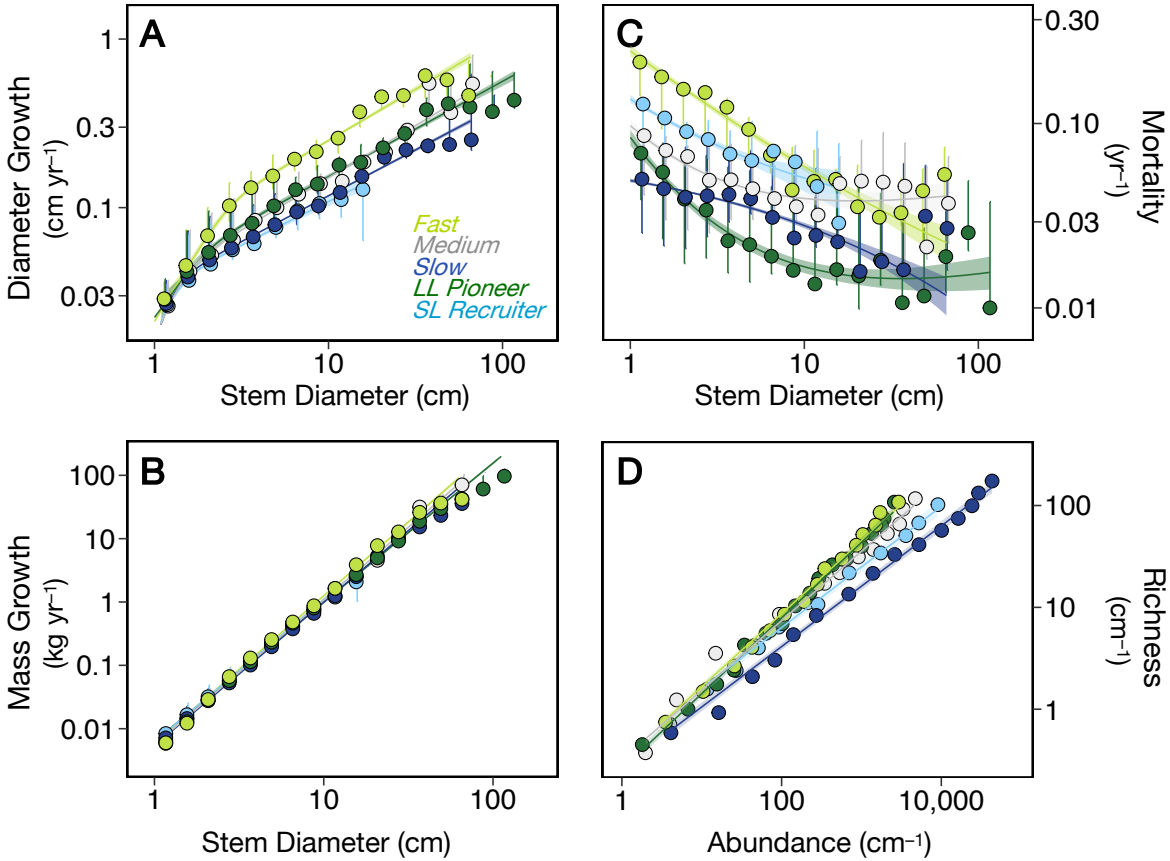 A
1
0.3
0.1
0.03
Diameter Growth
(cm yr⁻¹)
Fast
Medium
Slow
LL Pioneer
SL Recruiter
1
10
100
Stem Diameter (cm)
C
0.30
0.10
0.03
0.01
Mortality
(yr⁻¹)
1
10
100
Stem Diameter (cm)
B
100
10
1
0.1
0.01
Mass Growth
(kg yr⁻¹)
1
10
100
Stem Diameter (cm)
D
100
10
1
Richness
(cm⁻¹)
1
100
10,000
Abundance (cm⁻¹)